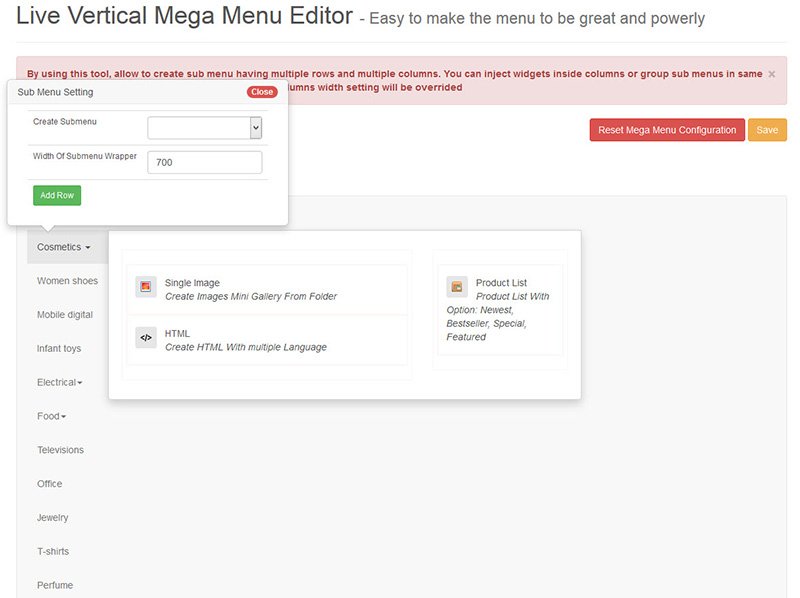 Live Vertical Mega Menu Editor - Easy to make the menu to be great and powerly
By using this tool, allow to create sub menu having multiple rows and multiple columns. You can inject widgets inside columns or group sub menus in same ×
width setting will be overrided
Sub Menu Setting Close
Create Submenu
Width Of Submenu Wrapper 700
Add Row
Reset Mega Menu Configuration Save
Cosmetics
Women shoes
Mobile digital
Infant toys
Electrical
Food
Televisions
Office
Jewelry
T-shirts
Perfume
Single Image
Create Images Mini Gallery From Folder
</>
HTML
Create HTML With multiple Language
Product List
Product List With
Option: Newest,
Bestseller, Special,
Featured